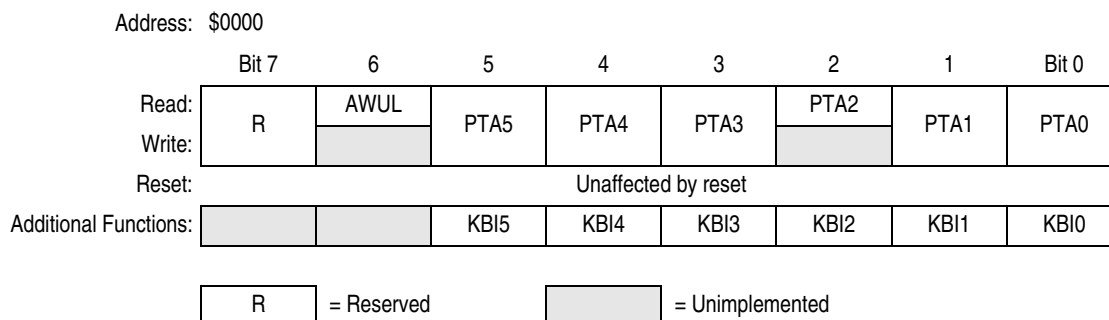 Address: $0000
Bit 7 6 5 4 3 2 1 Bit 0
Read: R AWUL PTA5 PTA4 PTA3 PTA2 PTA1 PTA0
Write:
Reset: Unaffected by reset
Additional Functions: KBI5 KBI4 KBI3 KBI2 KBI1 KBI0
R = Reserved = Unimplemented